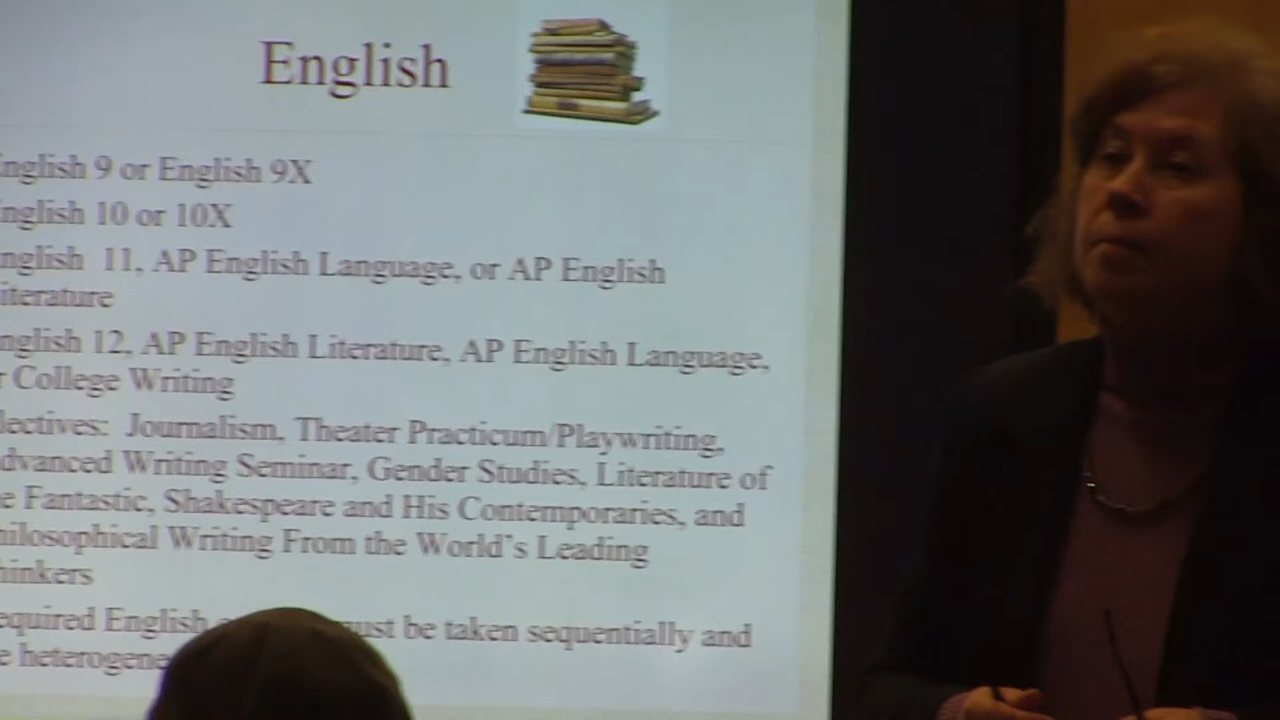 English
nglish 9 or English 9X
nglish 10 or 10X
nglish 11, AP English Language, or AP English
iterature
nglish 12, AP English Literature, AP English Language,
r College Writing
lectives: Journalism, Theater Practicum/Playwriting,
dvanced Writing Seminar, Gender Studies, Literature of
e Fantastic, Shakespeare and His Contemporaries, and
hilosophical Writing From the World's Leading
hinkers
equired English must be taken sequentially and
e heterogene